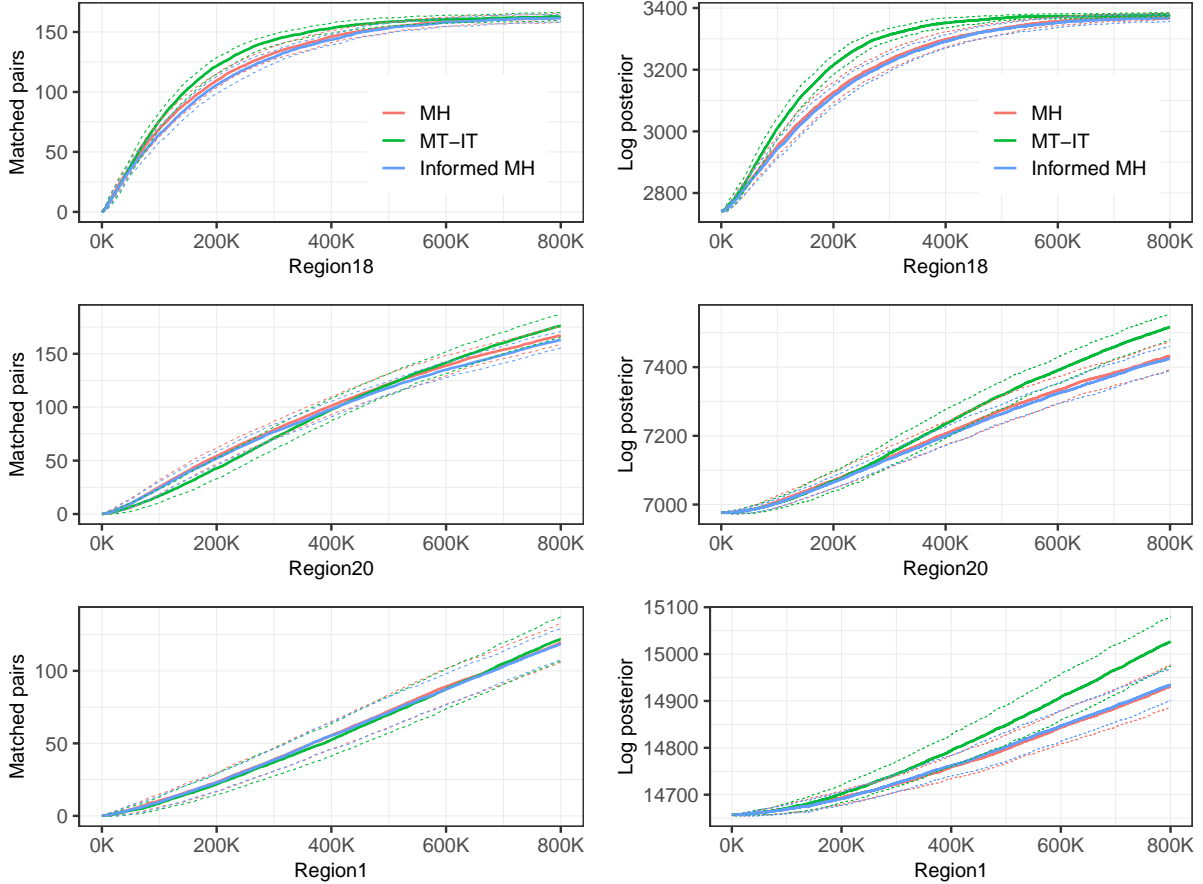 Matched pairs
150
100
50
0
MH
MT−IT
Informed MH
0K 200K 400K 600K 800K
Region18
Log posterior
3400
3200
3000
2800
MH
MT−IT
Informed MH
0K 200K 400K 600K 800K
Region18
Matched pairs
150
100
50
0
0K 200K 400K 600K 800K
Region20
Log posterior
7400
7200
7000
0K 200K 400K 600K 800K
Region20
Matched pairs
100
50
0
0K 200K 400K 600K 800K
Region1
Log posterior
15100
15000
14900
14800
14700
0K 200K 400K 600K 800K
Region1